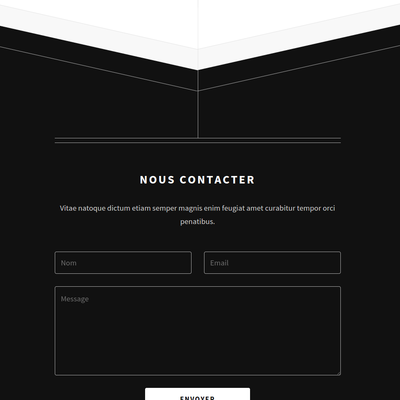 NOUS CONTACTER
Vitae natoque dictum etiam semper magnis enim feugiat amet curabitur tempor orci
penatibus.
Nom
Email
Message
ENVOYER